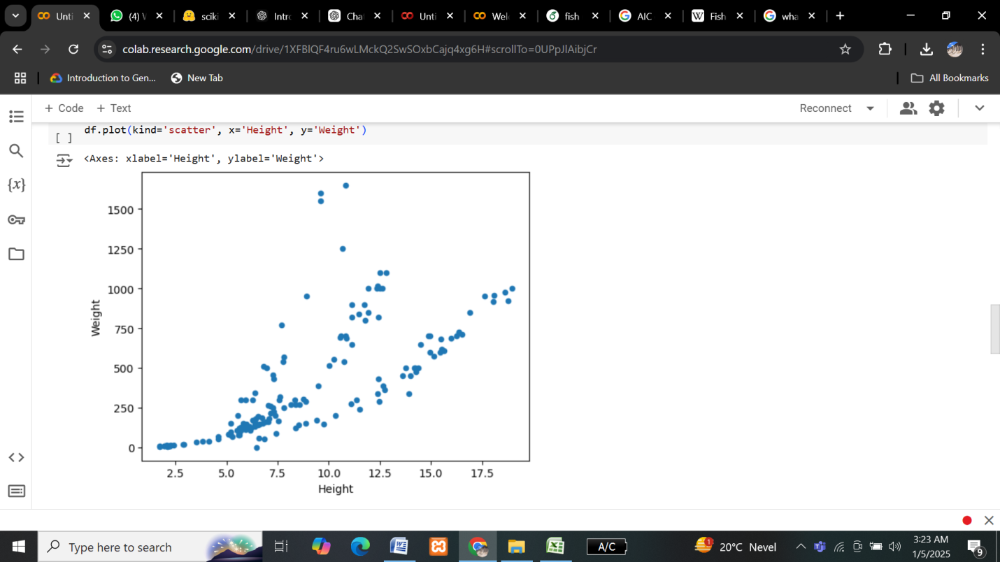 Unti
(4) V
sciki
Intro
Chat
Unti
Wel
fish
AIC
Fish
wha
colab.research.google.com/drive/1XFBlQF4ru6wLMckQ2SwSOxbCajq4xg6H#scrollTo=0UPpJlAibjCr
Introduction to Gen...
New Tab
All Bookmarks
+ Code + Text
Reconnect
[ ]
df.plot(kind='scatter', x='Height', y='Weight')
<Axes: xlabel='Height', ylabel='Weight'>
{x}
1500
1250
1000
750
500
250
0
Weight
2.5 5.0 7.5 10.0 12.5 15.0 17.5
Height
Type here to search
A/C
1
20°C Nevel
3:23 AM
1/5/2025
9